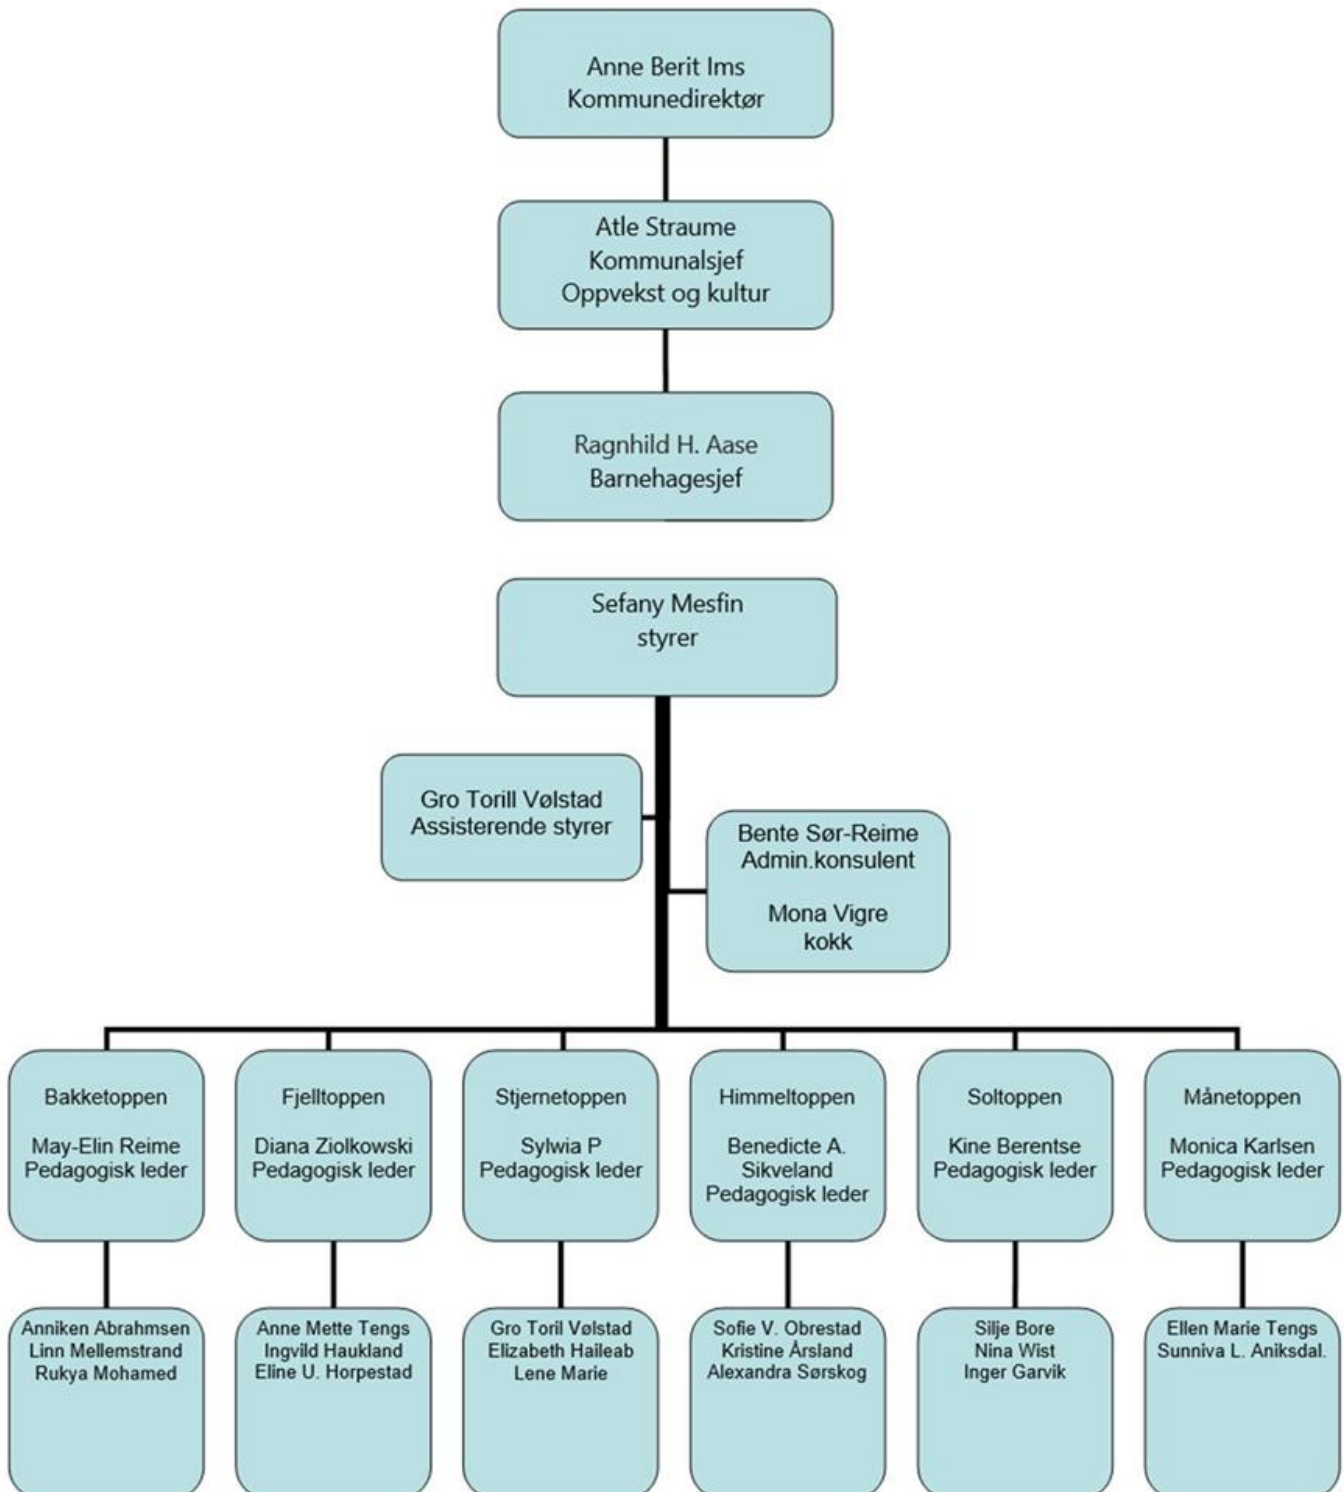 Anne Berit Ims
Kommunedirektør
Atle Straume
Kommunalsjef
Oppvekst og kultur
Ragnhild H. Aase
Barnehagesjef
Sefany Mesfin
styrer
Gro Torill Vølstad
Assisterende styrer
Bente Sør-Reime
Admin.konsulent
Mona Vigre
kokk
Bakketoppen
May-Elin Reime
Pedagogisk leder
Fjelltoppen
Diana Ziolkowski
Pedagogisk leder
Stjernetoppen
Sylwia P
Pedagogisk leder
Himmeltoppen
Benedicte A.
Sikveland
Pedagogisk leder
Soltoppen
Kine Berentse
Pedagogisk leder
Månetoppen
Monica Karlsen
Pedagogisk leder
Anniken Abrahmsen
Linn Mellemstrand
Rukya Mohamed
Anne Mette Tengs
Ingvild Haukland
Eline U. Horpestad
Gro Toril Vølstad
Elizabeth Haileab
Lene Marie
Sofie V. Obrestad
Kristine Årsland
Alexandra Sørskog
Silje Bore
Nina Wist
Inger Garvik
Ellen Marie Tengs
Sunniva L. Aniksdal.